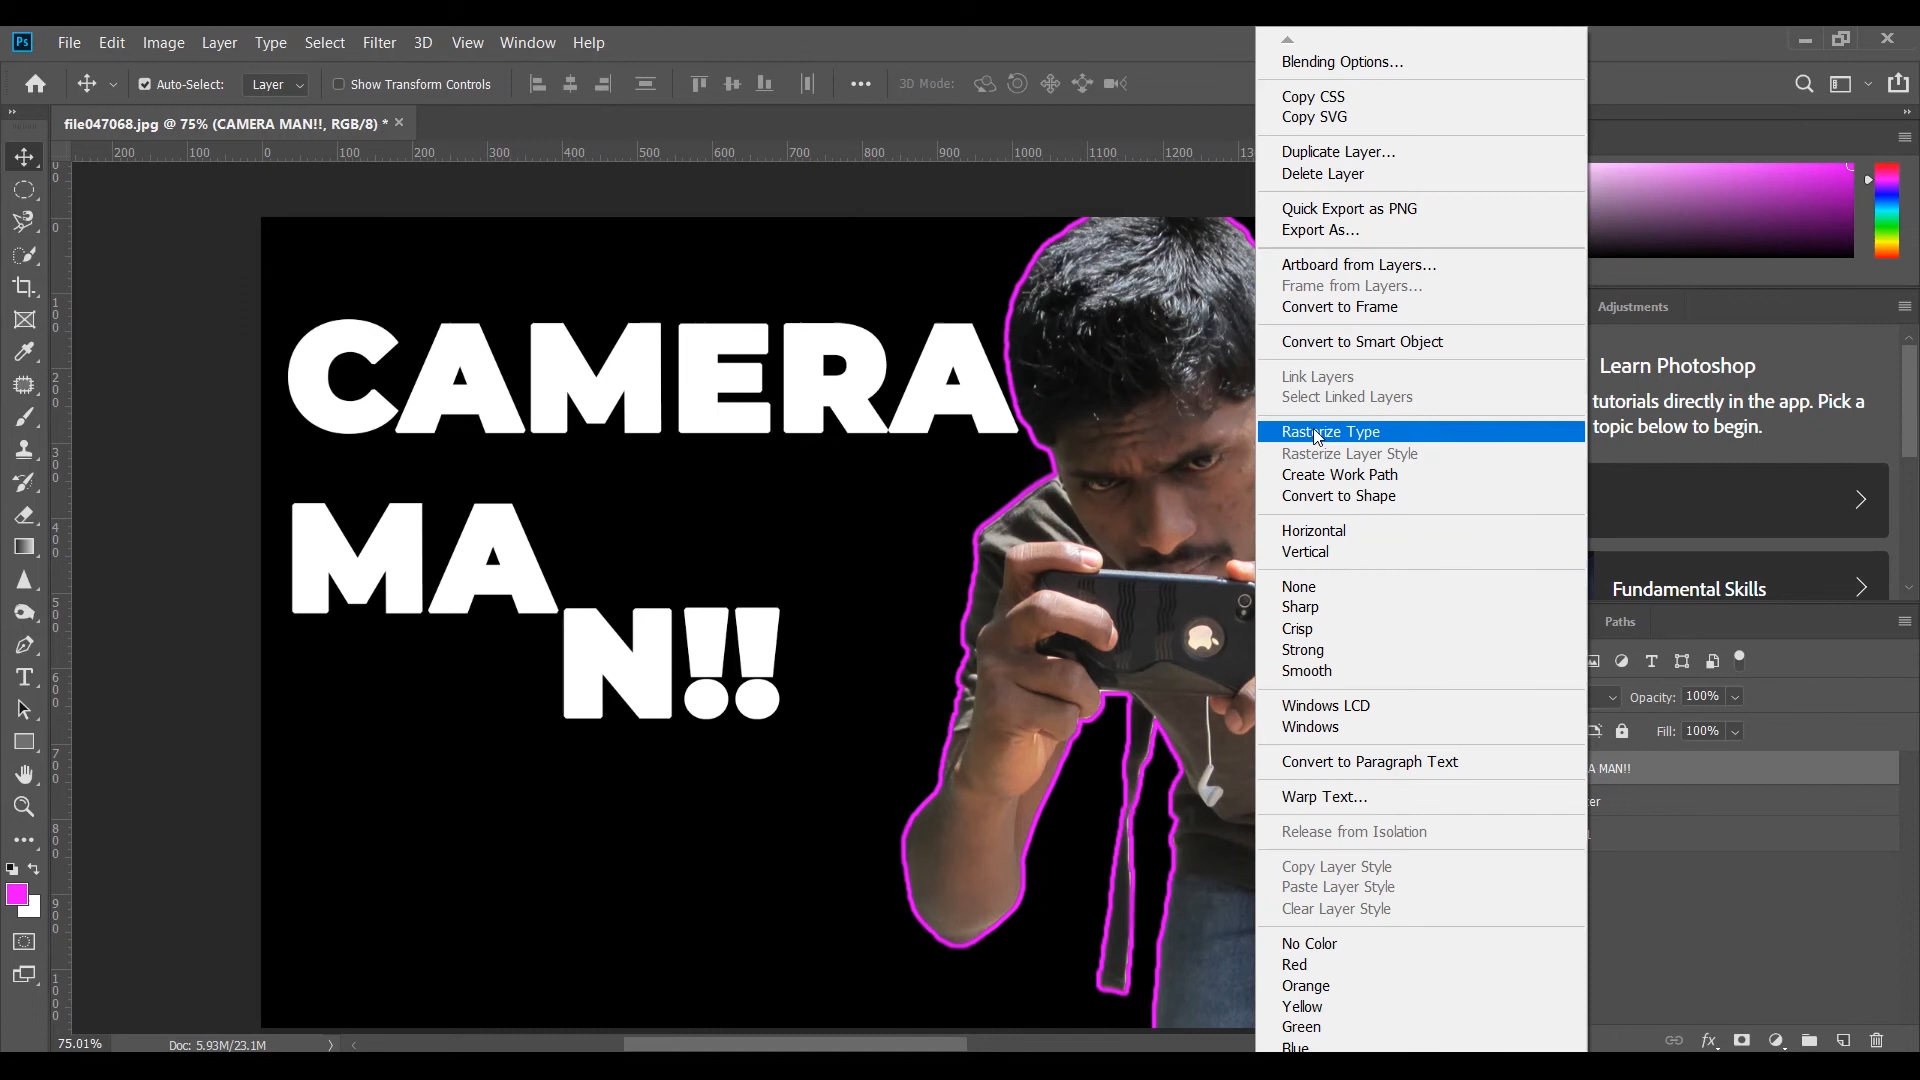 Ps File Edit Image Layer Type Select Filter 3D View Window Help
Auto-Select: Layer Show Transform Controls 3D Mode:
file047068.jpg @ 75% (CAMERA MAN!!, RGB/8) *
200 100 0 100 200 300 400 500 600 700 800 900 1000 1100 1200
CAMERA
MA
N!!
75.01% Doc: 5.93M/23.1M
Blending Options...
Copy CSS
Copy SVG
Duplicate Layer...
Delete Layer
Quick Export as PNG
Export As...
Artboard from Layers...
Frame from Layers...
Convert to Frame
Convert to Smart Object
Link Layers
Select Linked Layers
Rasterize Type
Rasterize Layer Style
Create Work Path
Convert to Shape
Horizontal
Vertical
None
Sharp
Crisp
Strong
Smooth
Windows LCD
Windows
Convert to Paragraph Text
Warp Text...
Release from Isolation
Copy Layer Style
Paste Layer Style
Clear Layer Style
No Color
Red
Orange
Yellow
Green
Blue
Adjustments
Learn Photoshop
tutorials directly in the app. Pick a
topic below to begin.
Fundamental Skills
Paths
Opacity: 100%
Fill: 100%
A MAN!!